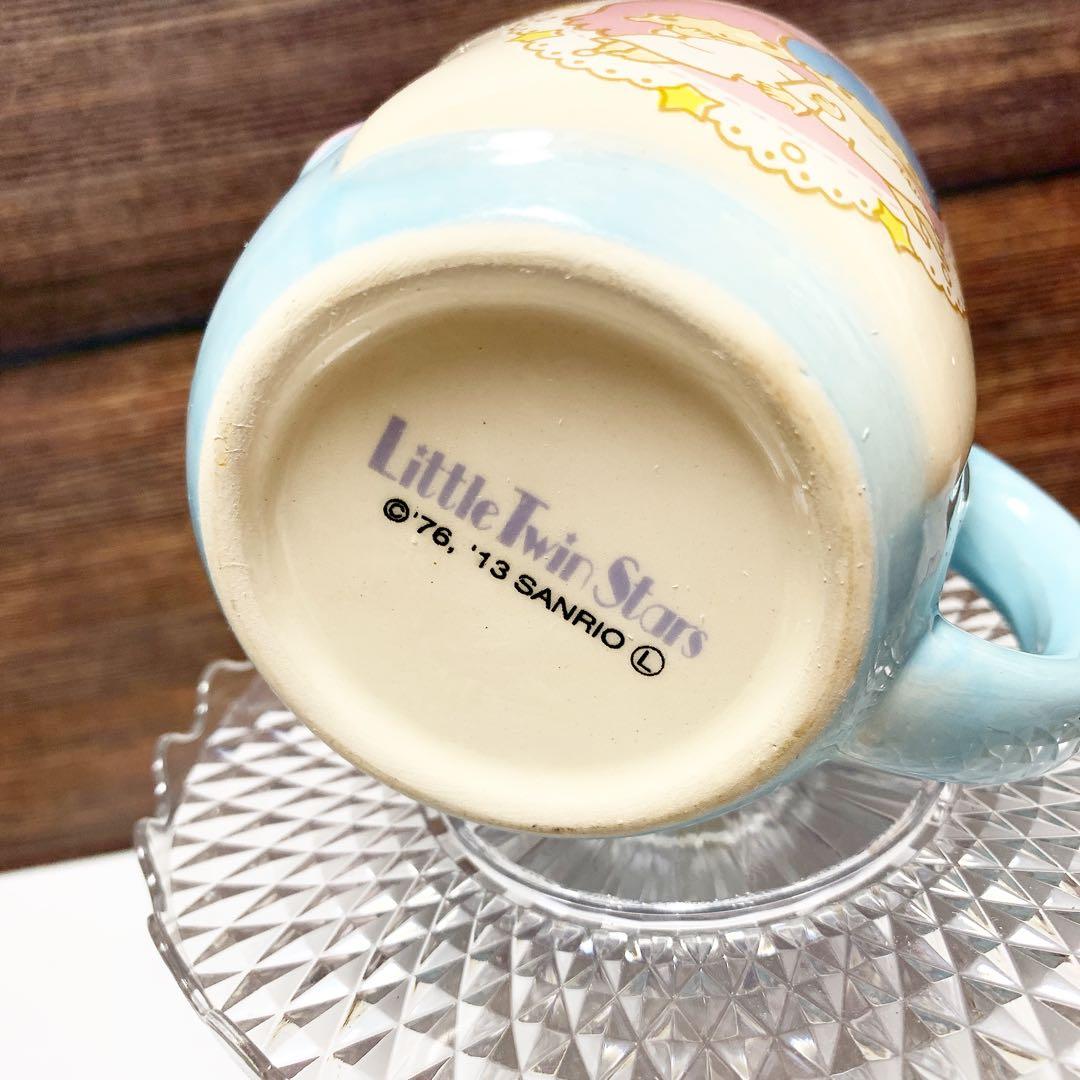 Little Twin Stars
©'76, '13 SANRIO Ⓛ